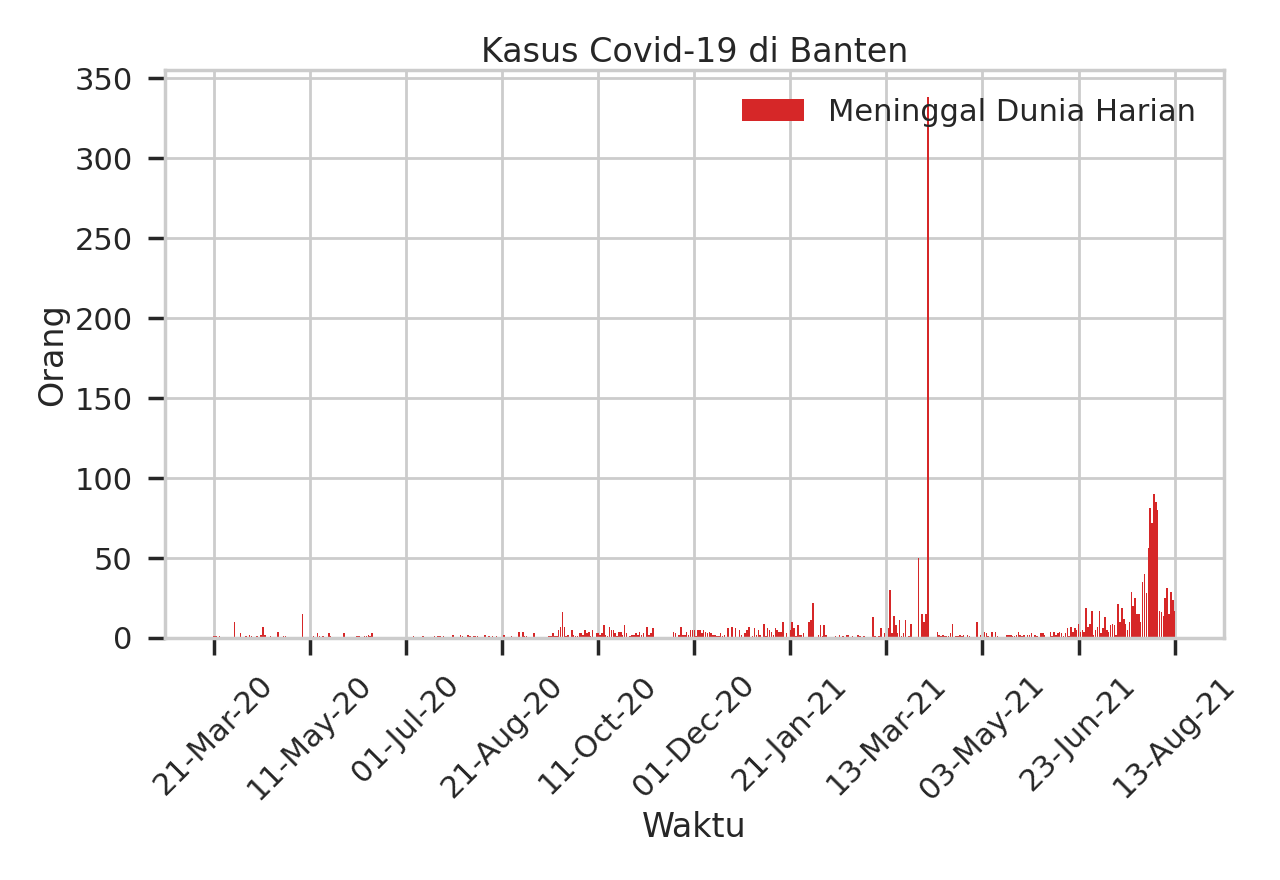 Kasus Covid-19 di Banten
Meninggal Dunia Harian
350
300
250
200
150
100
50
0
Orang
21-Mar-20
11-May-20
01-Jul-20
21-Aug-20
11-Oct-20
01-Dec-20
21-Jan-21
13-Mar-21
03-May-21
23-Jun-21
13-Aug-21
Waktu